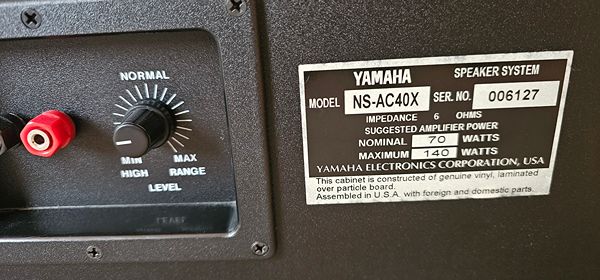 NORMAL
MIN MAX
HIGH RANGE
LEVEL
YAMAHA SPEAKER SYSTEM
MODEL NS-AC40X SER. NO. 006127
IMPEDANCE 6 OHMS
SUGGESTED AMPLIFIER POWER
NOMINAL 70 WATTS
MAXIMUM 140 WATTS
YAMAHA ELECTRONICS CORPORATION, USA
This cabinet is constructed of genuine vinyl, laminated
over particle board.
Assembled in U.S.A. with foreign and domestic parts.